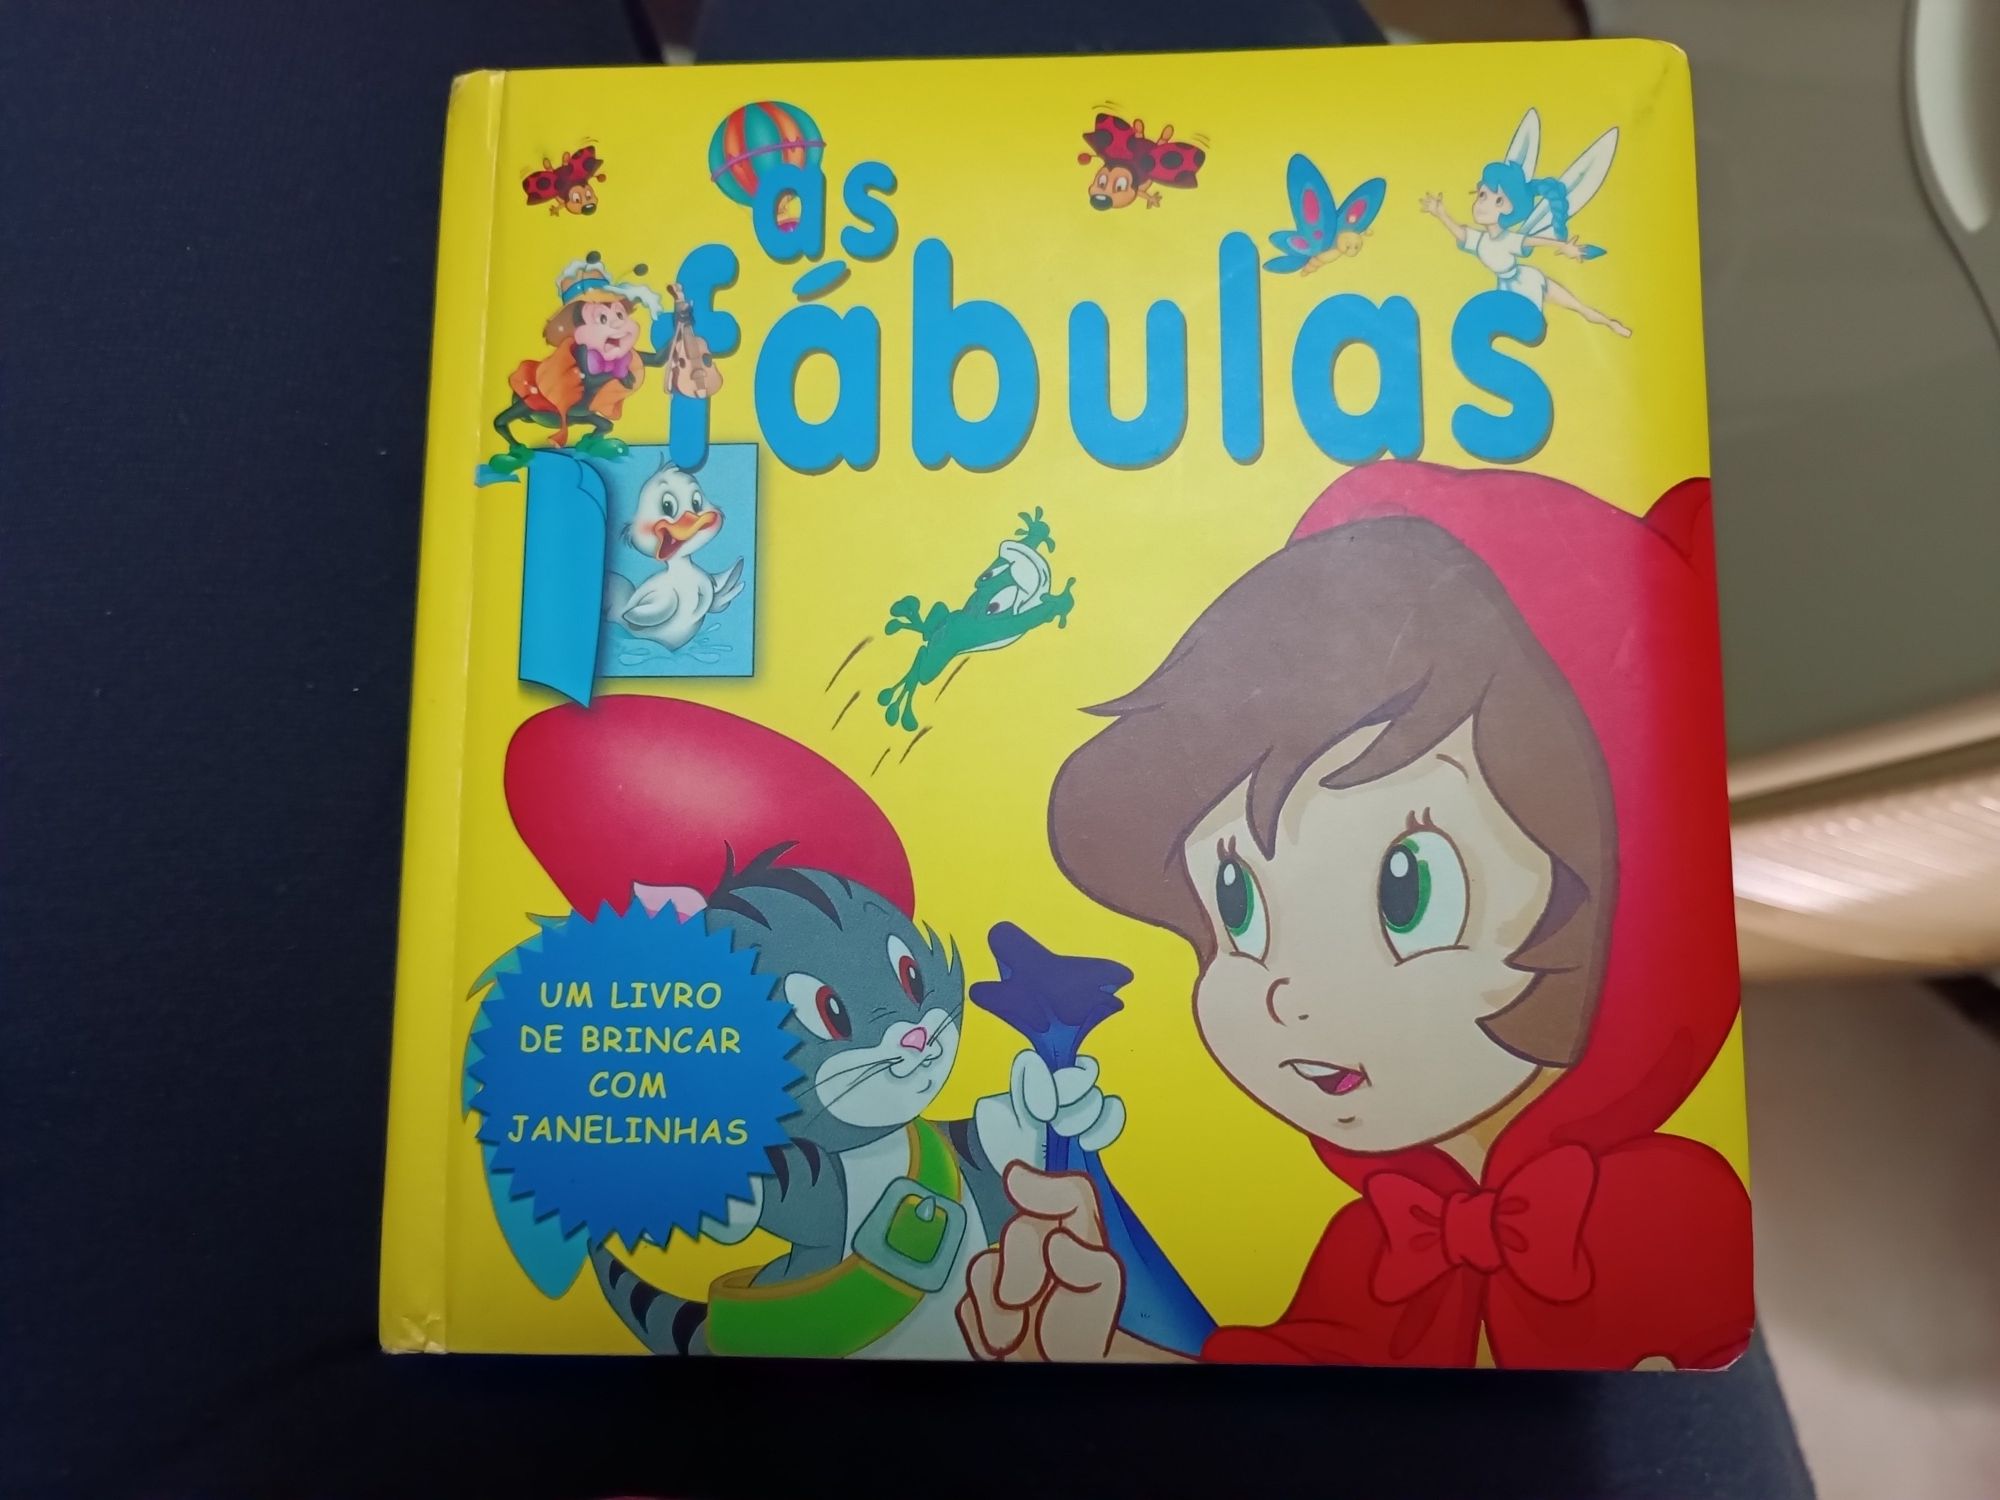 as
fábulas
UM LIVRO
DE BRINCAR
COM
JANELINHAS